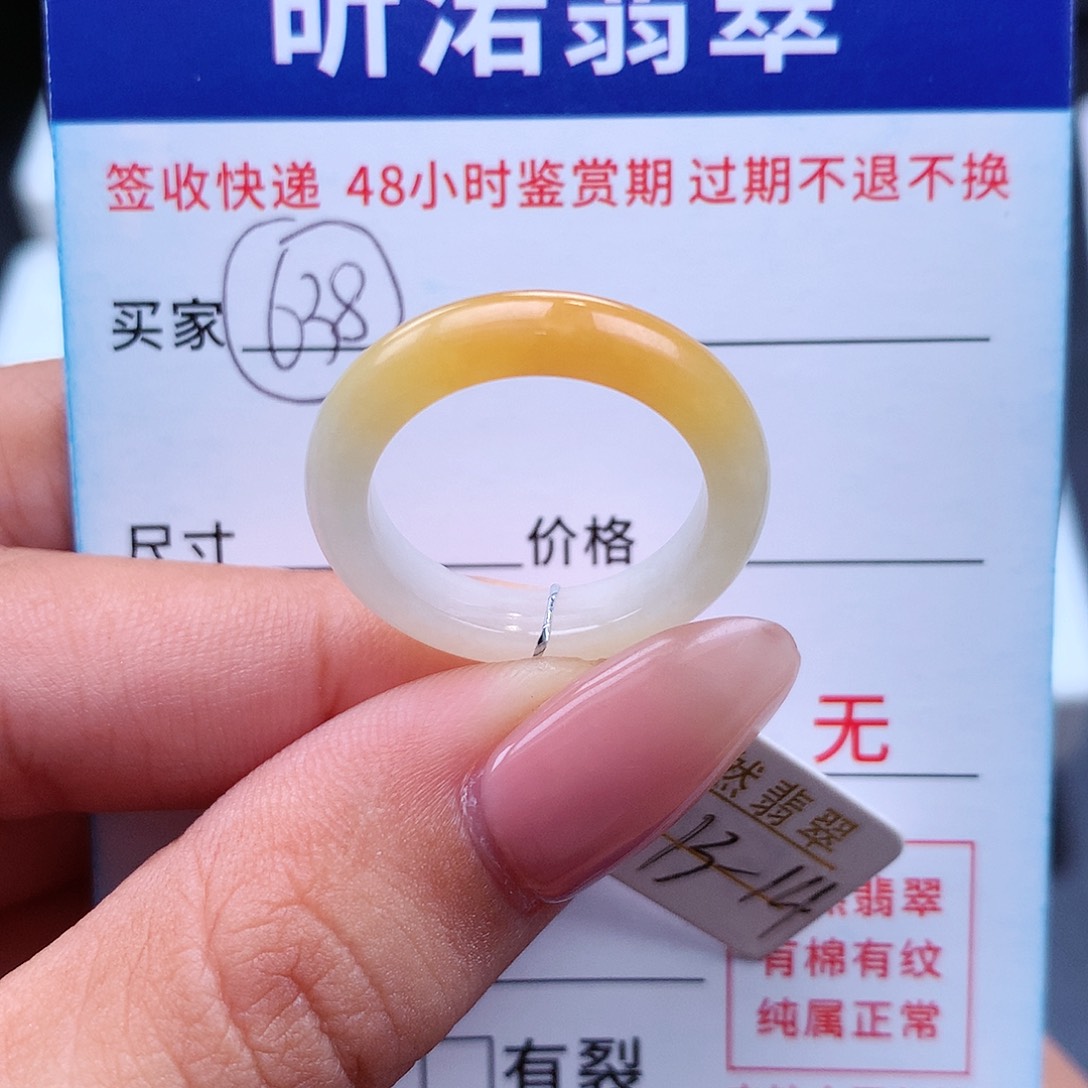 昕渃翡翠
签收快递 48小时鉴赏期 过期不退不换
买家 638
尺寸 价格
无
然翡翠
13-14
翡翠
有棉有纹
纯属正常
有裂